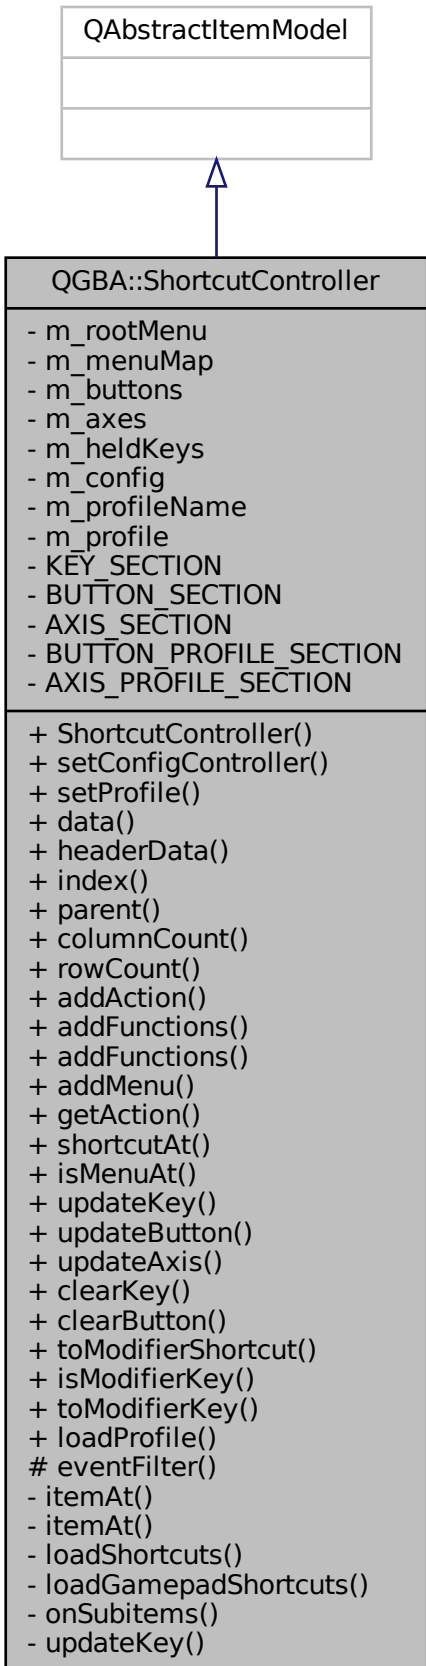 QAbstractItemModel
QGBA::ShortcutController
- m_rootMenu
- m_menuMap
- m_buttons
- m_axes
- m_heldKeys
- m_config
- m_profileName
- m_profile
- KEY_SECTION
- BUTTON_SECTION
- AXIS_SECTION
- BUTTON_PROFILE_SECTION
- AXIS_PROFILE_SECTION
+ ShortcutController()
+ setConfigController()
+ setProfile()
+ data()
+ headerData()
+ index()
+ parent()
+ columnCount()
+ rowCount()
+ addAction()
+ addFunctions()
+ addFunctions()
+ addMenu()
+ getAction()
+ shortcutAt()
+ isMenuAt()
+ updateKey()
+ updateButton()
+ updateAxis()
+ clearKey()
+ clearButton()
+ toModifierShortcut()
+ isModifierKey()
+ toModifierKey()
+ loadProfile()
# eventFilter()
- itemAt()
- itemAt()
- loadShortcuts()
- loadGamepadShortcuts()
- onSubitems()
- updateKey()